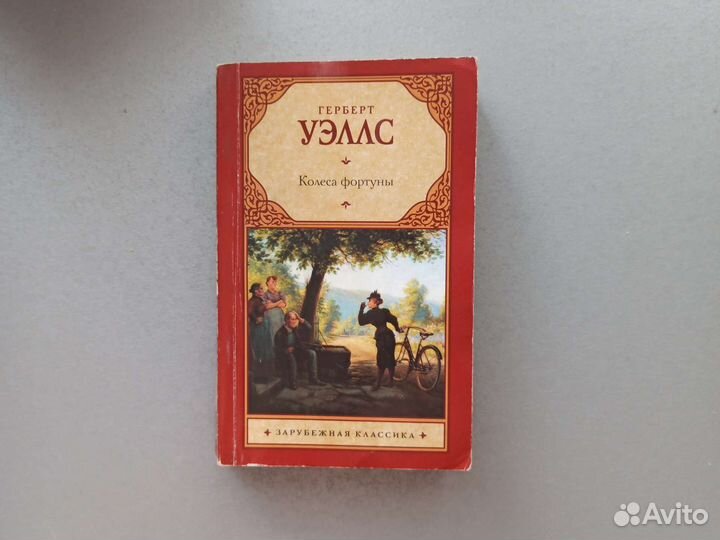 ГЕРБЕРТ
УЭЛЛС
Колеса фортуны
ЗАРУБЕЖНАЯ КЛАССИКА
Avito